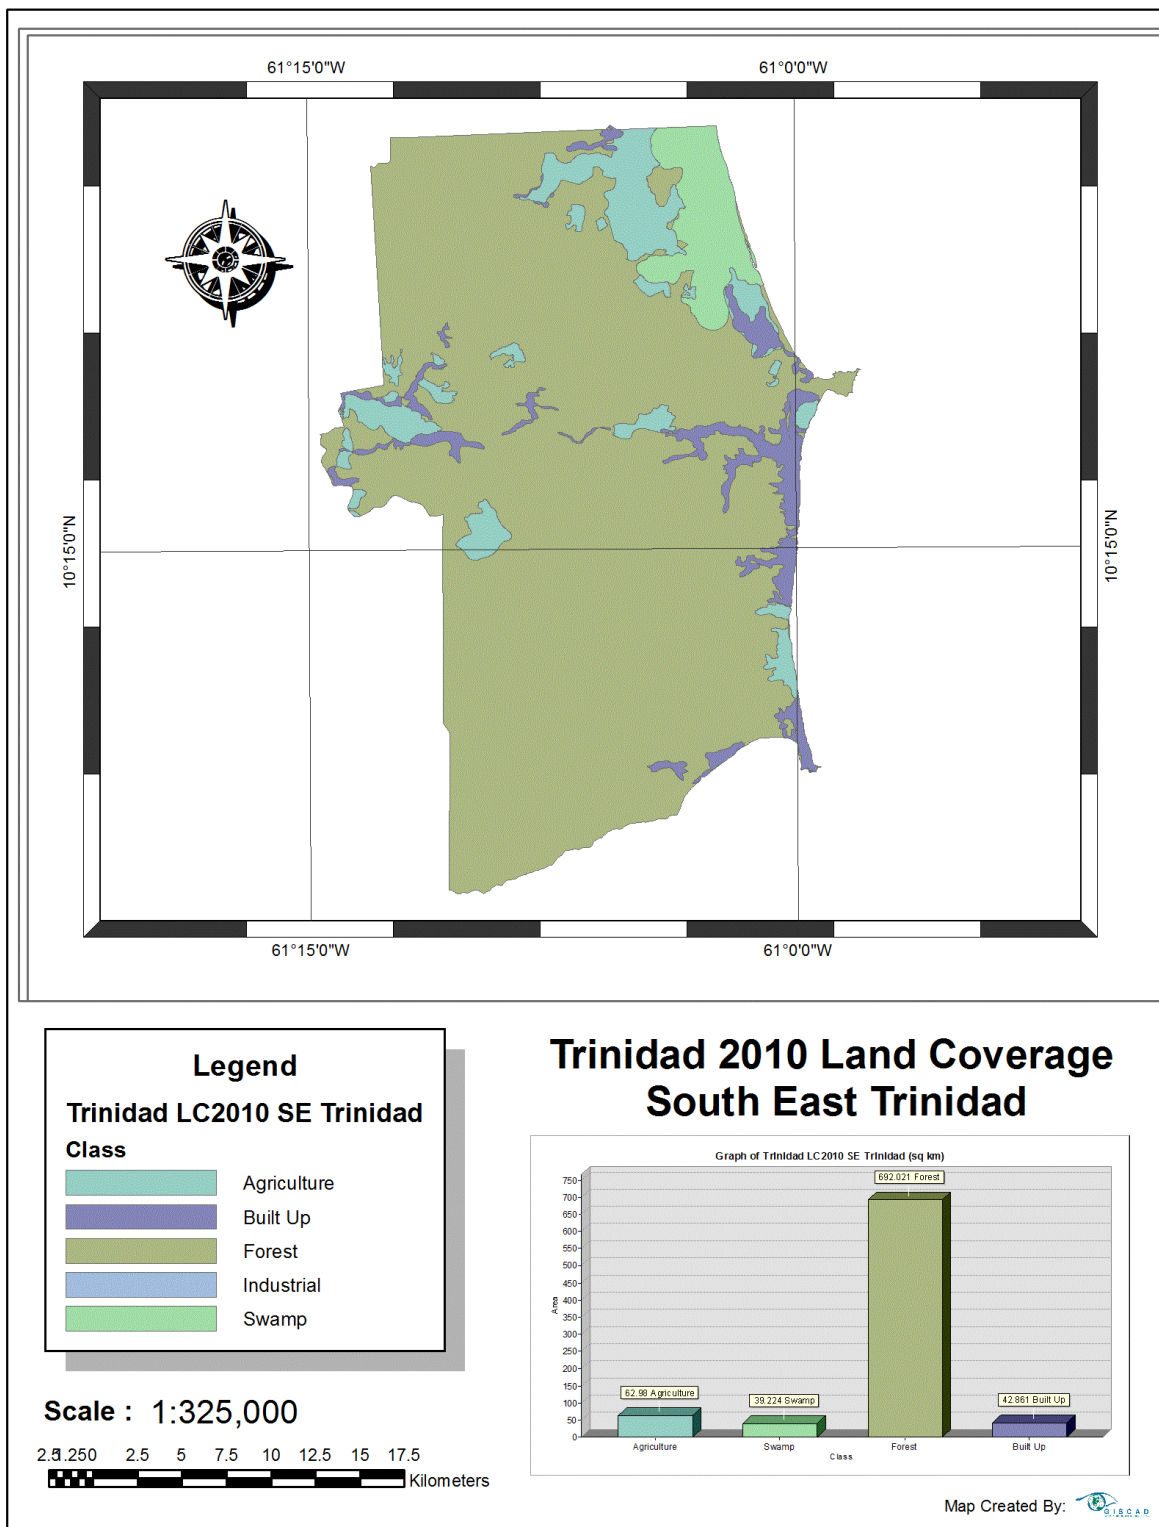 61°15'0"W
61°0'0"W
10°15'0"N
10°15'0"N
61°15'0"W
61°0'0"W
Legend
Trinidad LC2010 SE Trinidad
Class
Agriculture
Built Up
Forest
Industrial
Swamp
Scale : 1:325,000
2.51.250 2.5 5 7.5 10 12.5 15 17.5
Kilometers
Trinidad 2010 Land Coverage
South East Trinidad
Graph of Trinidad LC2010 SE Trinidad (sq km)
750
700
650
600
550
500
450
400
350
300
250
200
150
100
50
0
Area
62.98 Agriculture
39.224 Swamp
692.021 Forest
42.861 Built Up
Agriculture
Swamp
Forest
Built Up
Class
Map Created By:
GISCAD